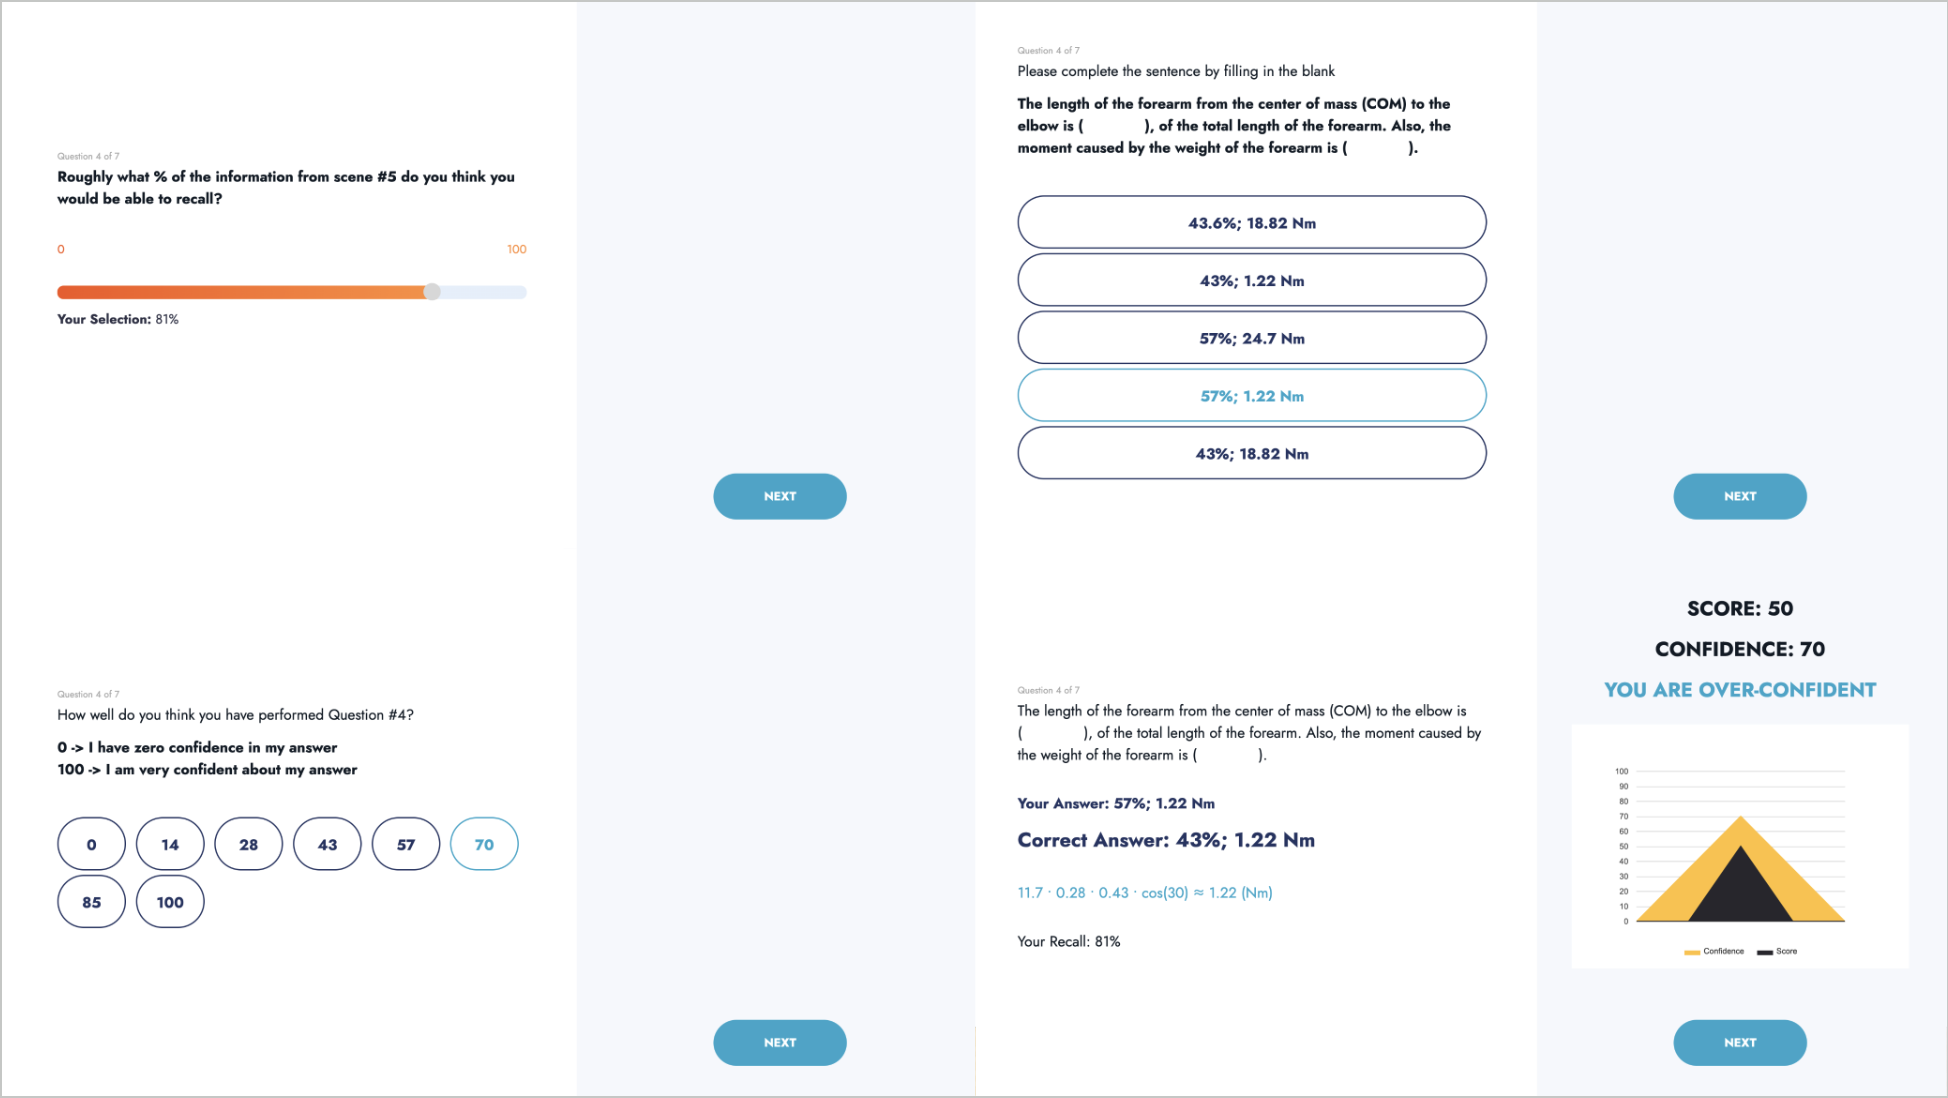 Question 4 of 7
Roughly what % of the information from scene #5 do you think you
would be able to recall?
0
100
Your Selection: 81%
NEXT
Question 4 of 7
Please complete the sentence by filling in the blank
The length of the forearm from the center of mass (COM) to the
elbow is (            ), of the total length of the forearm. Also, the
moment caused by the weight of the forearm is (            ).
43.6%; 18.82 Nm
43%; 1.22 Nm
57%; 24.7 Nm
57%; 1.22 Nm
43%; 18.82 Nm
NEXT
Question 4 of 7
How well do you think you have performed Question #4?
0 -> I have zero confidence in my answer
100 -> I am very confident about my answer
0 14 28 43 57 70
85 100
NEXT
Question 4 of 7
The length of the forearm from the center of mass (COM) to the elbow is
(            ), of the total length of the forearm. Also, the moment caused by
the weight of the forearm is (            ).
Your Answer: 57%; 1.22 Nm
Correct Answer: 43%; 1.22 Nm
11.7 · 0.28 · 0.43 · cos(30) ≈ 1.22 (Nm)
Your Recall: 81%
SCORE: 50
CONFIDENCE: 70
YOU ARE OVER-CONFIDENT
100
90
80
70
60
50
40
30
20
10
0
Confidence Score
NEXT